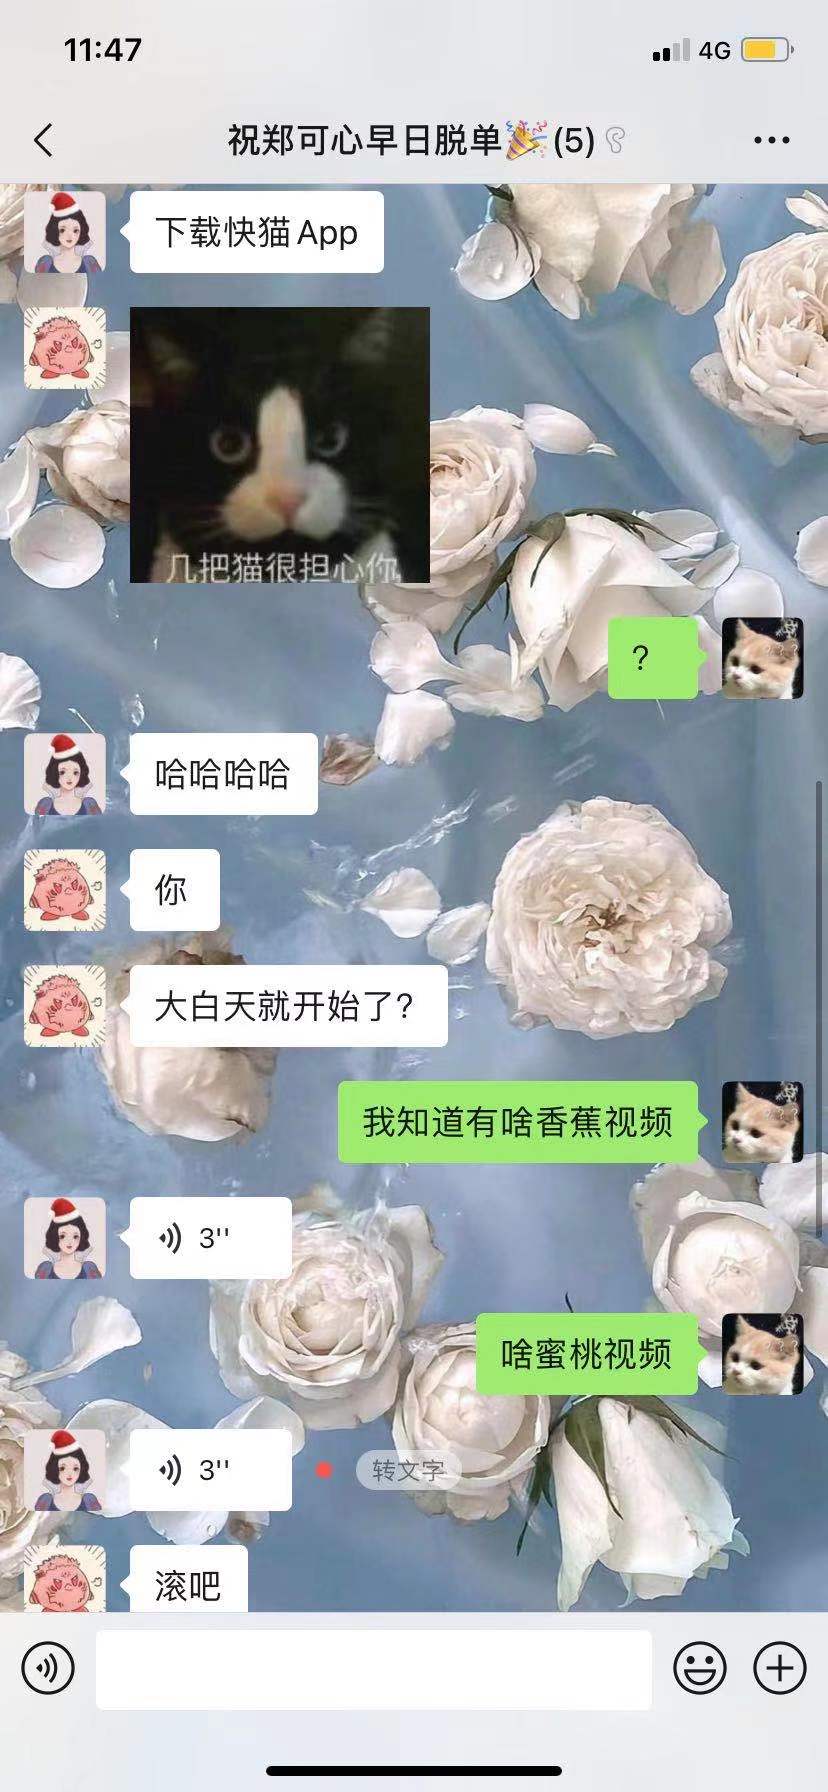 11:47
4G
祝郑可心早日脱单🎉(5)
下载快猫App
几把猫很担心你
?
哈哈哈哈
你
大白天就开始了?
我知道有啥香蕉视频
3''
啥蜜桃视频
3''
转文字
滚吧